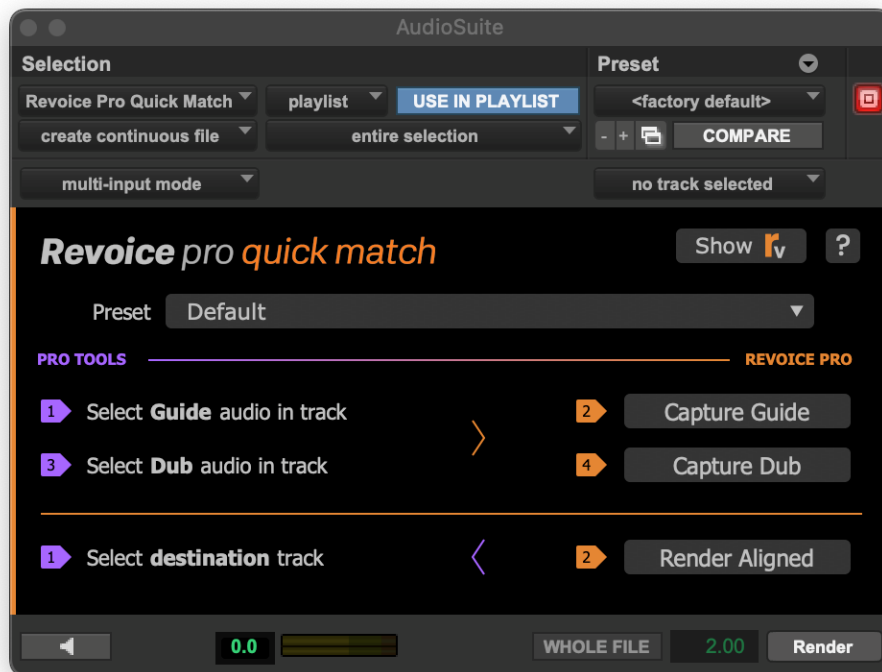 AudioSuite
Selection
Preset
Revoice Pro Quick Match
playlist
USE IN PLAYLIST
<factory default>
create continuous file
entire selection
- +
COMPARE
multi-input mode
no track selected
Revoice pro quick match
Show rv
?
Preset
Default
PRO TOOLS
REVOICE PRO
1 Select Guide audio in track
2 Capture Guide
3 Select Dub audio in track
4 Capture Dub
1 Select destination track
2 Render Aligned
0.0
WHOLE FILE
2.00
Render